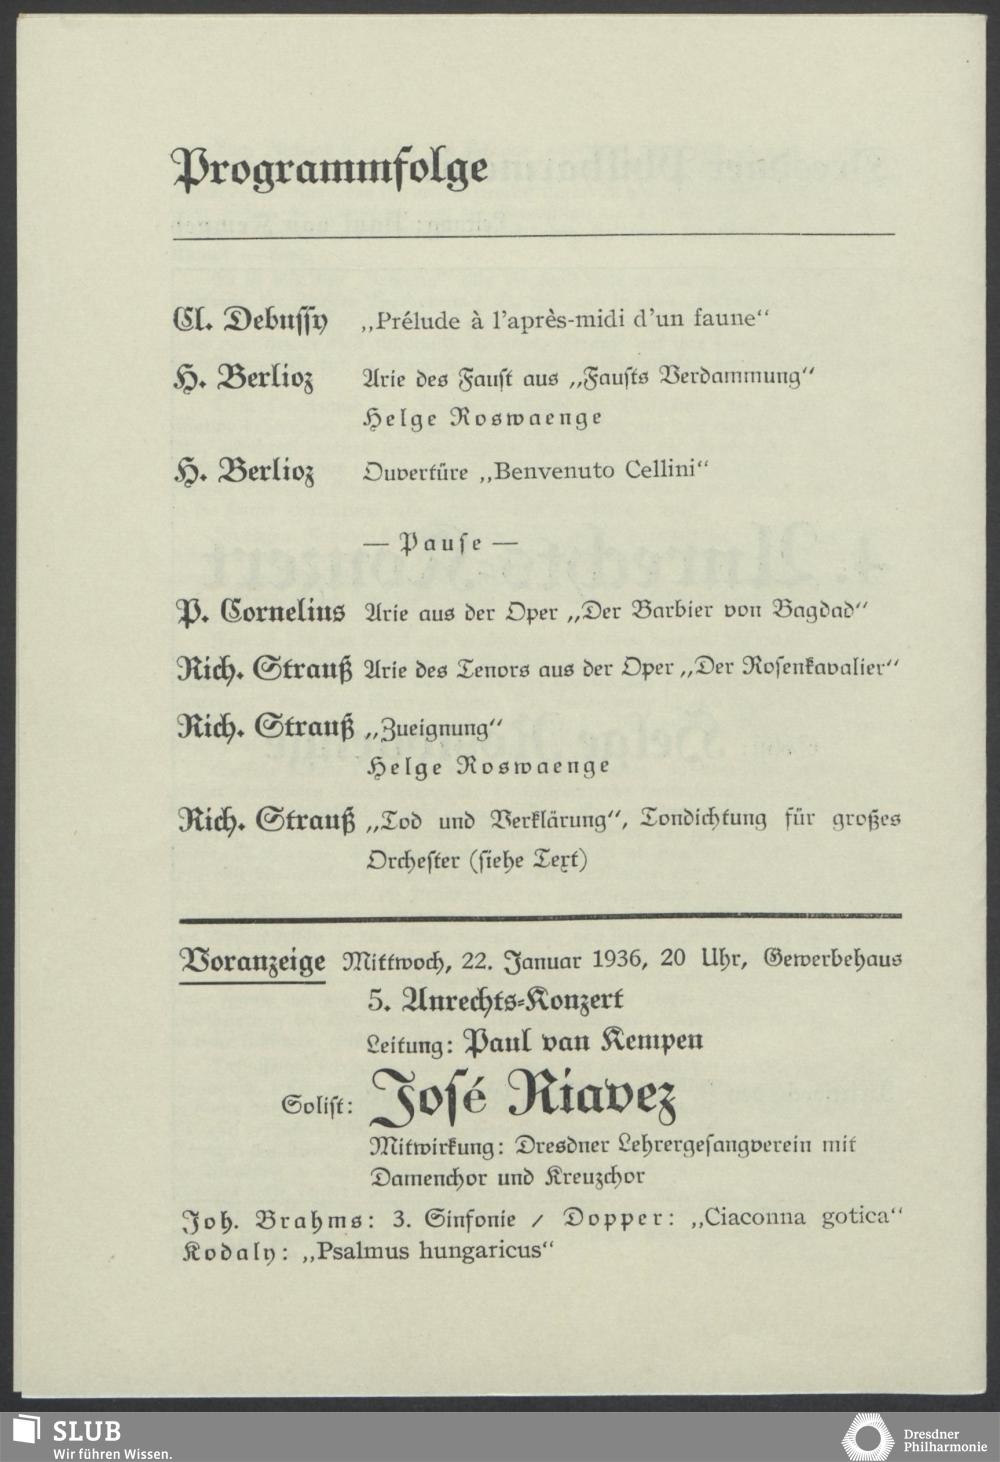 Programmfolge
Cl. Debussy „Prélude à l'après-midi d'un faune“
H. Berlioz Arie des Faust aus „Fausts Verdammung“
Helge Roswaenge
H. Berlioz Ouvertüre „Benvenuto Cellini“
— Pause —
P. Cornelius Arie aus der Oper „Der Barbier von Bagdad“
Rich. Strauß Arie des Tenors aus der Oper „Der Rosenkavalier“
Rich. Strauß „Zueignung“
Helge Roswaenge
Rich. Strauß „Tod und Verklärung“, Tondichtung für großes
Orchester (siehe Text)
Voranzeige Mittwoch, 22. Januar 1936, 20 Uhr, Gewerbehaus
5. Anrechts-Konzert
Leitung: Paul van Kempen
Solist: José Riavez
Mitwirkung: Dresdner Lehrergesangverein mit
Damenchor und Kreuzchor
Joh. Brahms: 3. Sinfonie / Dopper: „Ciaconna gotica“
Kodaly: „Psalmus hungaricus“
SLUB
Wir führen Wissen.
Dresdner
Philharmonie